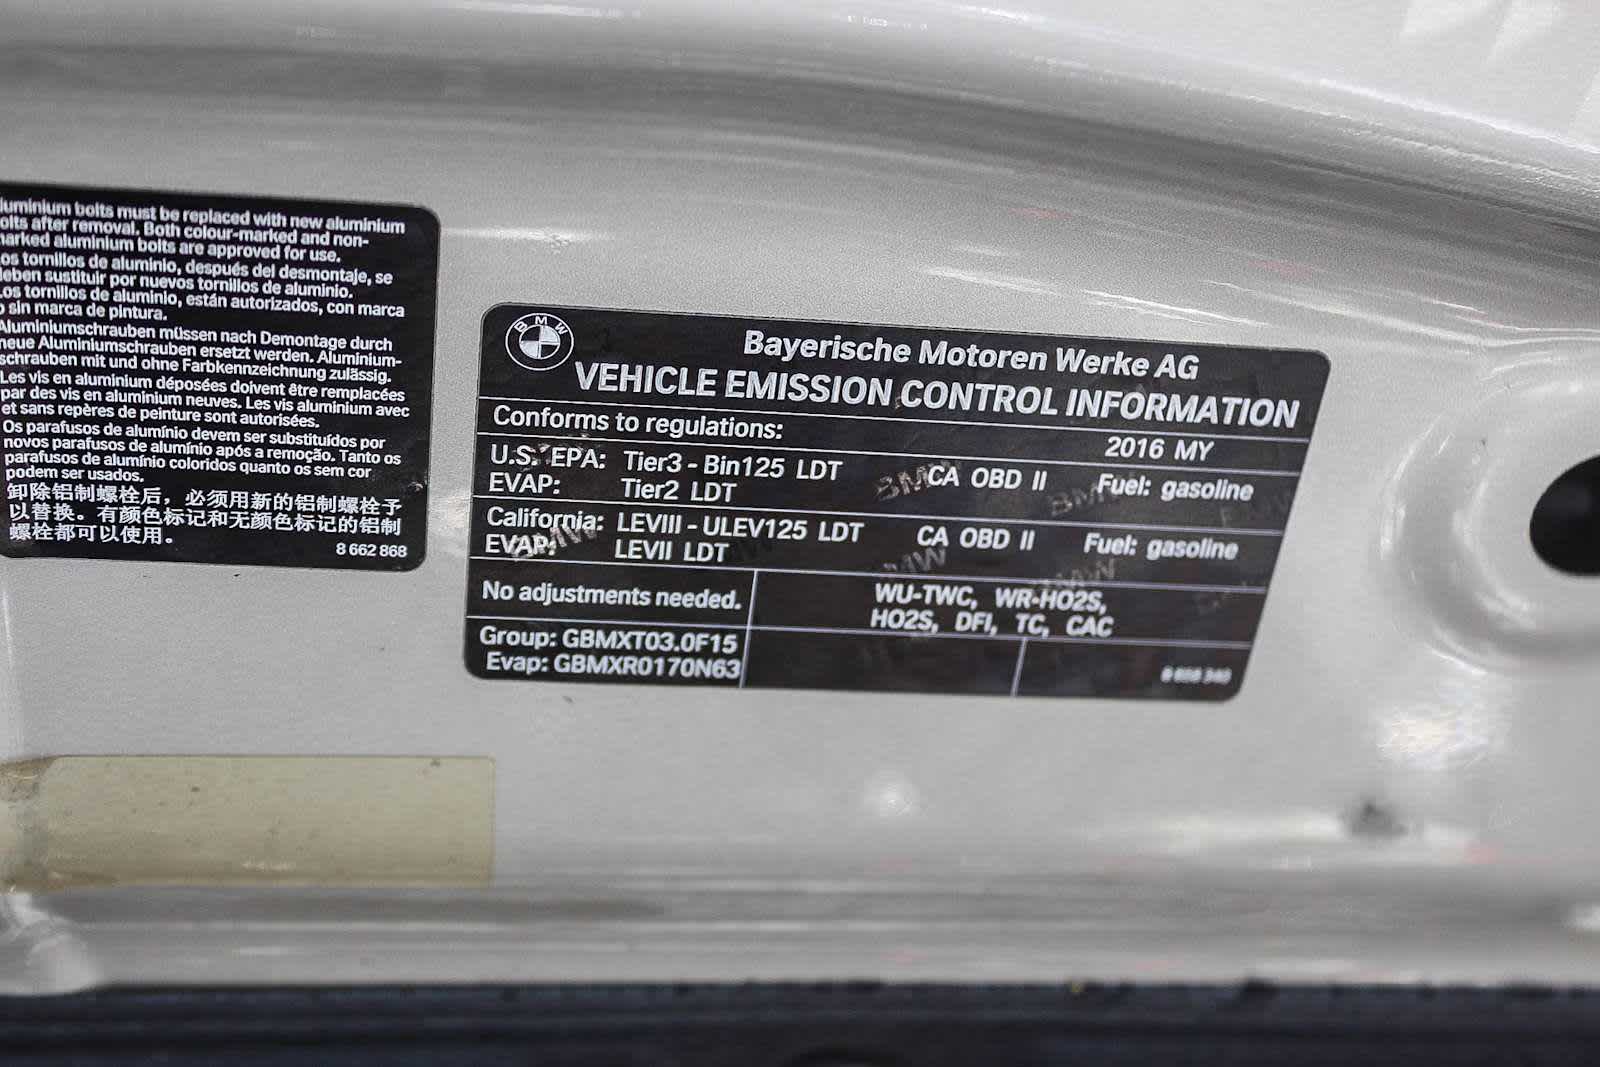 luminium bolts must be replaced with new aluminium
olts after removal. Both colour-marked and non-
arked aluminium bolts are approved for use.
os tornillos de aluminio, después del desmontaje, se
eben sustituir por nuevos tornillos de aluminio.
Los tornillos de aluminio, están autorizados, con marca
o sin marca de pintura.
Aluminiumschrauben müssen nach Demontage durch
neue Aluminiumschrauben ersetzt werden. Aluminium-
schrauben mit und ohne Farbkennzeichnung zulässig.
Les vis en aluminium déposées doivent être remplacées
par des vis en aluminium neuves. Les vis aluminium avec
et sans repères de peinture sont autorisées.
Os parafusos de alumínio devem ser substituídos por
novos parafusos de alumínio após a remoção. Tanto os
parafusos de alumínio coloridos quanto os sem cor
podem ser usados.
卸除铝制螺栓后，必须用新的铝制螺栓予
以替换。有颜色标记和无颜色标记的铝制
螺栓都可以使用。
8 662 868
BMW
Bayerische Motoren Werke AG
VEHICLE EMISSION CONTROL INFORMATION
Conforms to regulations: 2016 MY
U.S. EPA: Tier3 - Bin125 LDT CA OBD II Fuel: gasoline
EVAP: Tier2 LDT
California: LEVIII - ULEV125 LDT CA OBD II Fuel: gasoline
EVAP: LEVII LDT
No adjustments needed. WU-TWC, WR-HO2S,
HO2S, DFI, TC, CAC
Group: GBMXT03.0F15
Evap: GBMXR0170N63